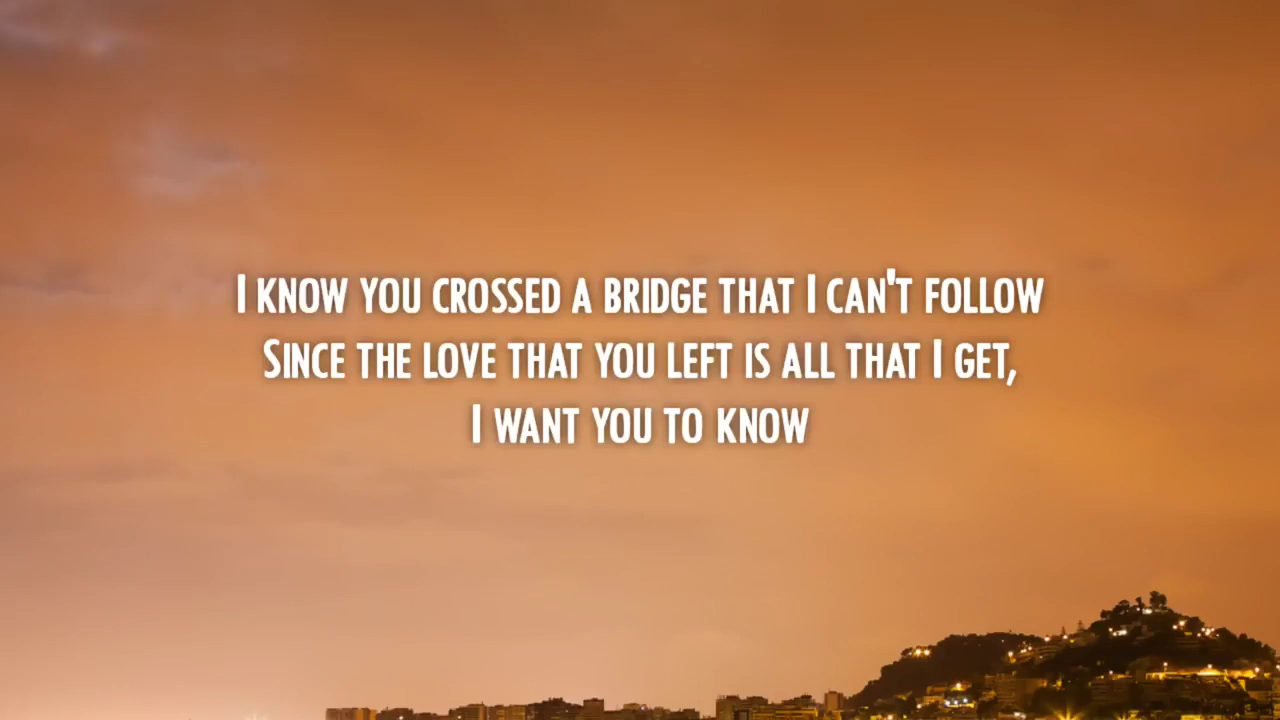 I KNOW YOU CROSSED A BRIDGE THAT I CAN'T FOLLOW
SINCE THE LOVE THAT YOU LEFT IS ALL THAT I GET,
I WANT YOU TO KNOW